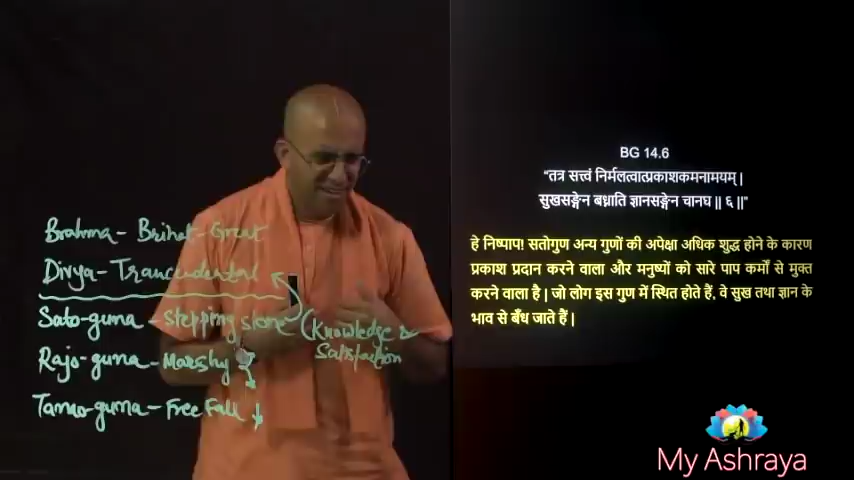 Brahma - Brihat - Great
Divya - Trancendental
Sato-guna - stepping stone (Knowledge &
Satisfaction
Rajo-guna - Marshy
Tamo-guna - Free Fall ↓
BG 14.6
"तत्र सत्त्वं निर्मलत्वात्प्रकाशकमनामयम् |
सुखसङ्गेन बध्नाति ज्ञानसङ्गेन चानघ || ६ ||"
हे निष्पाप! सतोगुण अन्य गुणों की अपेक्षा अधिक शुद्ध होने के कारण
प्रकाश प्रदान करने वाला और मनुष्यों को सारे पाप कर्मों से मुक्त
करने वाला है | जो लोग इस गुण में स्थित होते हैं, वे सुख तथा ज्ञान के
भाव से बँध जाते हैं |
My Ashraya